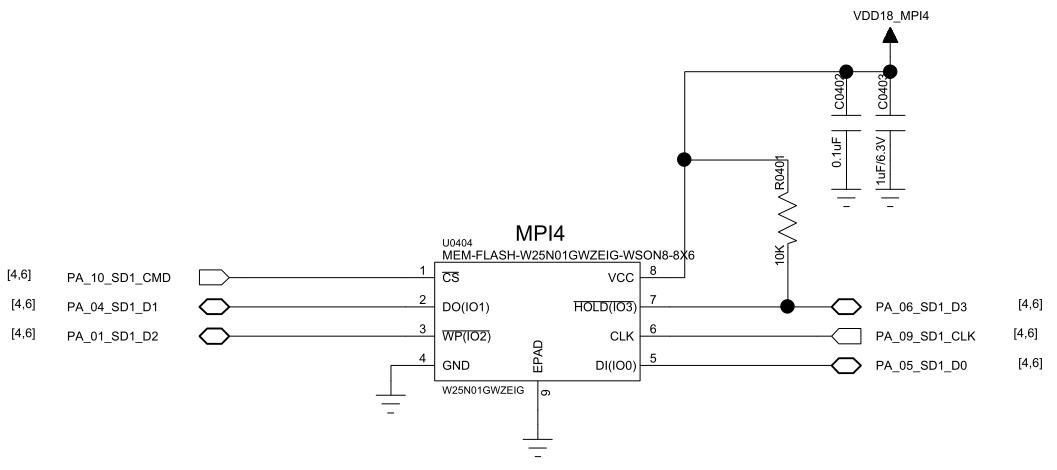 VDD18_MPI4
C0402
C0403
0.1uF
1uF/6.3V
R0401
10K
MPI4
U0404
MEM-FLASH-W25N01GWZEIG-WSON8-8X6
[4,6] PA_10_SD1_CMD 1 CS VCC 8
[4,6] PA_04_SD1_D1 2 DO(IO1) HOLD(IO3) 7 PA_06_SD1_D3 [4,6]
[4,6] PA_01_SD1_D2 3 WP(IO2) CLK 6 PA_09_SD1_CLK [4,6]
4 GND EPAD DI(IO0) 5 PA_05_SD1_D0 [4,6]
W25N01GWZEIG 9